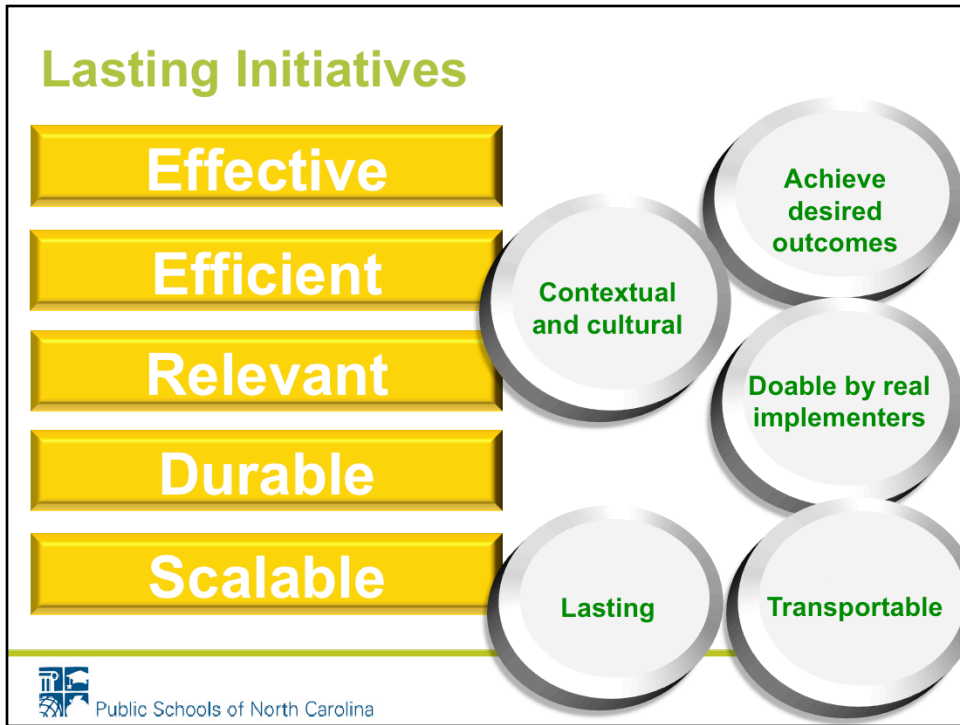 Lasting Initiatives
Effective
Efficient
Relevant
Durable
Scalable
Achieve
desired
outcomes
Contextual
and cultural
Doable by real
implementers
Lasting
Transportable
Public Schools of North Carolina